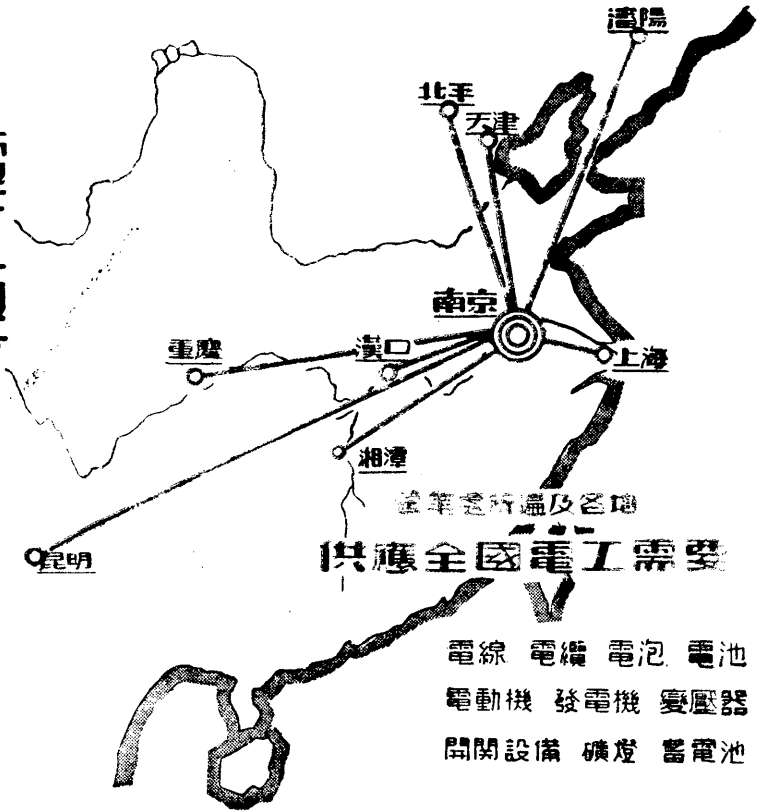 瀋陽
北平
天津
南京
重慶
漢口
上海
湘潭
昆明
營業處所遍及各地
供應全國電工需要
電線 電纜 電泡 電池
電動機 發電機 變壓器
開関設備 礦燈 蓄電池